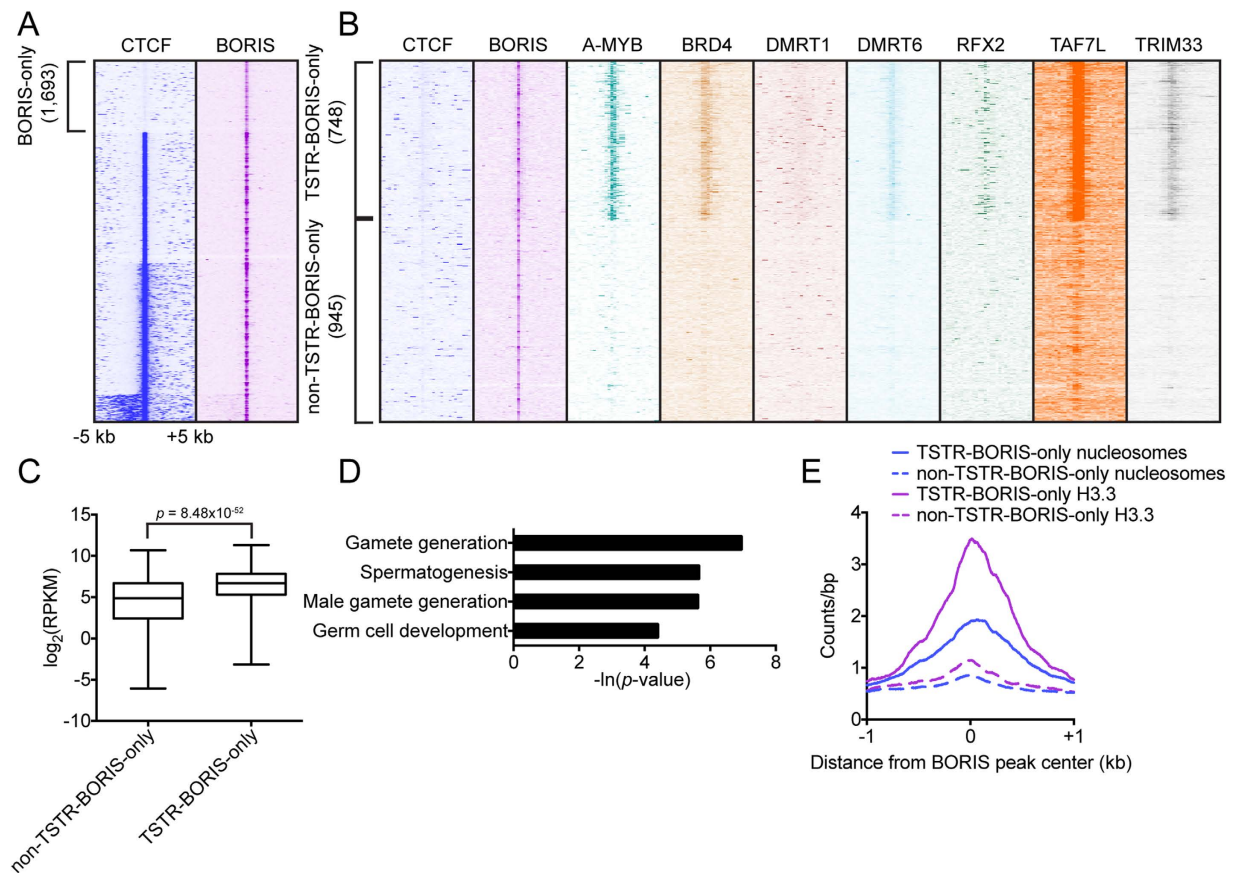 A
CTCF BORIS
BORIS-only
(1,693)
-5 kb +5 kb
B
CTCF BORIS A-MYB BRD4 DMRT1 DMRT6 RFX2 TAF7L TRIM33
TSTR-BORIS-only
(748)
non-TSTR-BORIS-only
(945)
C
p = 8.48x10-52
15
10
5
0
-5
-10
log2(RPKM)
non-TSTR-BORIS-only
TSTR-BORIS-only
D
Gamete generation
Spermatogenesis
Male gamete generation
Germ cell development
0 2 4 6 8
-ln(p-value)
E
TSTR-BORIS-only nucleosomes
non-TSTR-BORIS-only nucleosomes
TSTR-BORIS-only H3.3
non-TSTR-BORIS-only H3.3
4
3
2
1
0
Counts/bp
-1 0 +1
Distance from BORIS peak center (kb)